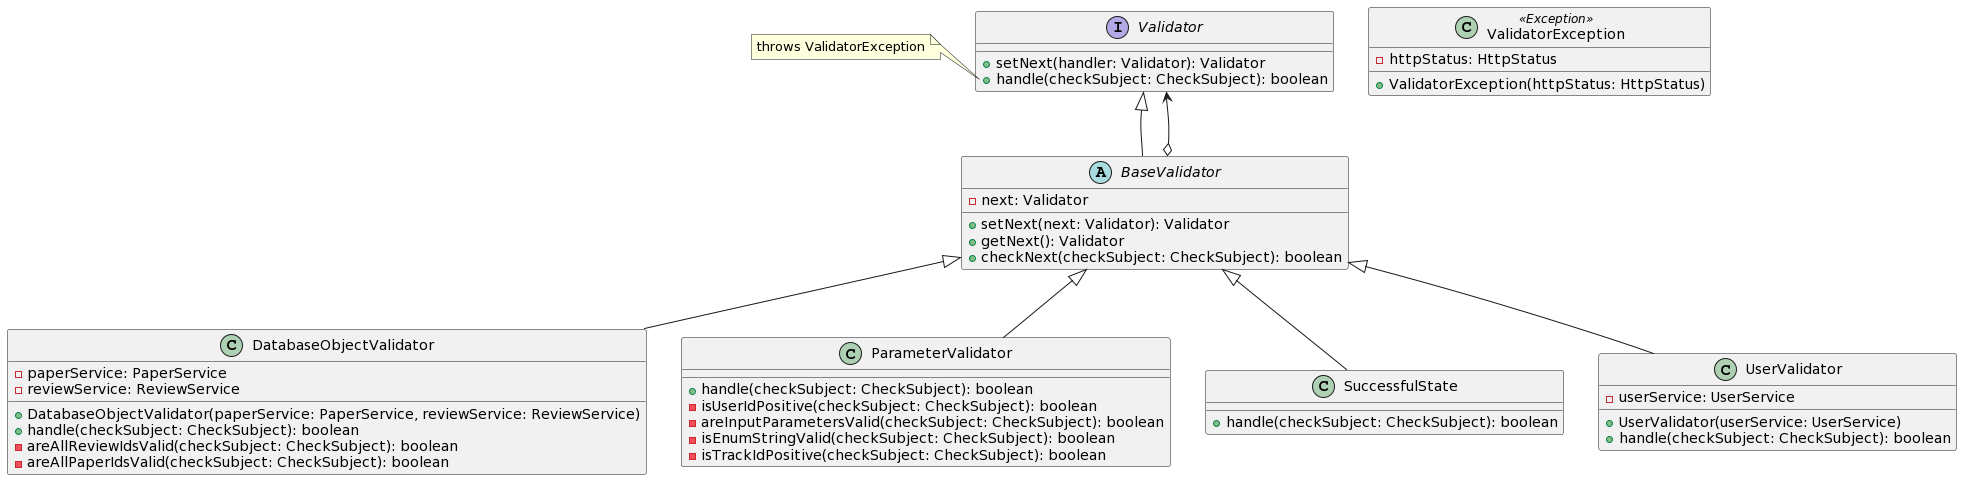 throws ValidatorException
I Validator
setNext(handler: Validator): Validator
handle(checkSubject: CheckSubject): boolean
«Exception»
C ValidatorException
httpStatus: HttpStatus
ValidatorException(httpStatus: HttpStatus)
A BaseValidator
next: Validator
setNext(next: Validator): Validator
getNext(): Validator
checkNext(checkSubject: CheckSubject): boolean
C DatabaseObjectValidator
paperService: PaperService
reviewService: ReviewService
DatabaseObjectValidator(paperService: PaperService, reviewService: ReviewService)
handle(checkSubject: CheckSubject): boolean
areAllReviewIdsValid(checkSubject: CheckSubject): boolean
areAllPaperIdsValid(checkSubject: CheckSubject): boolean
C ParameterValidator
handle(checkSubject: CheckSubject): boolean
isUserIdPositive(checkSubject: CheckSubject): boolean
areInputParametersValid(checkSubject: CheckSubject): boolean
isEnumStringValid(checkSubject: CheckSubject): boolean
isTrackIdPositive(checkSubject: CheckSubject): boolean
C SuccessfulState
handle(checkSubject: CheckSubject): boolean
C UserValidator
userService: UserService
UserValidator(userService: UserService)
handle(checkSubject: CheckSubject): boolean